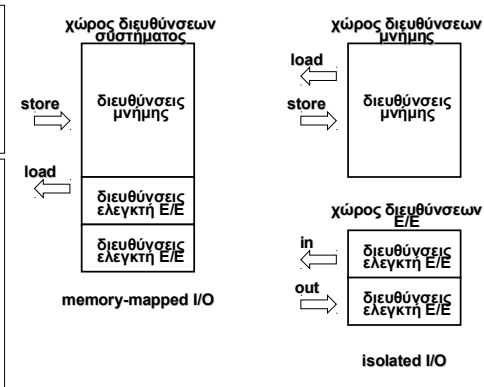 χώρος διευθύνσεων
συστήματος
store
διευθύνσεις
μνήμης
load
διευθύνσεις
ελεγκτή Ε/Ε
διευθύνσεις
ελεγκτή Ε/Ε
memory-mapped I/O
χώρος διευθύνσεων
μνήμης
load
store
διευθύνσεις
μνήμης
χώρος διευθύνσεων
Ε/Ε
in
διευθύνσεις
ελεγκτή Ε/Ε
out
διευθύνσεις
ελεγκτή Ε/Ε
isolated I/O